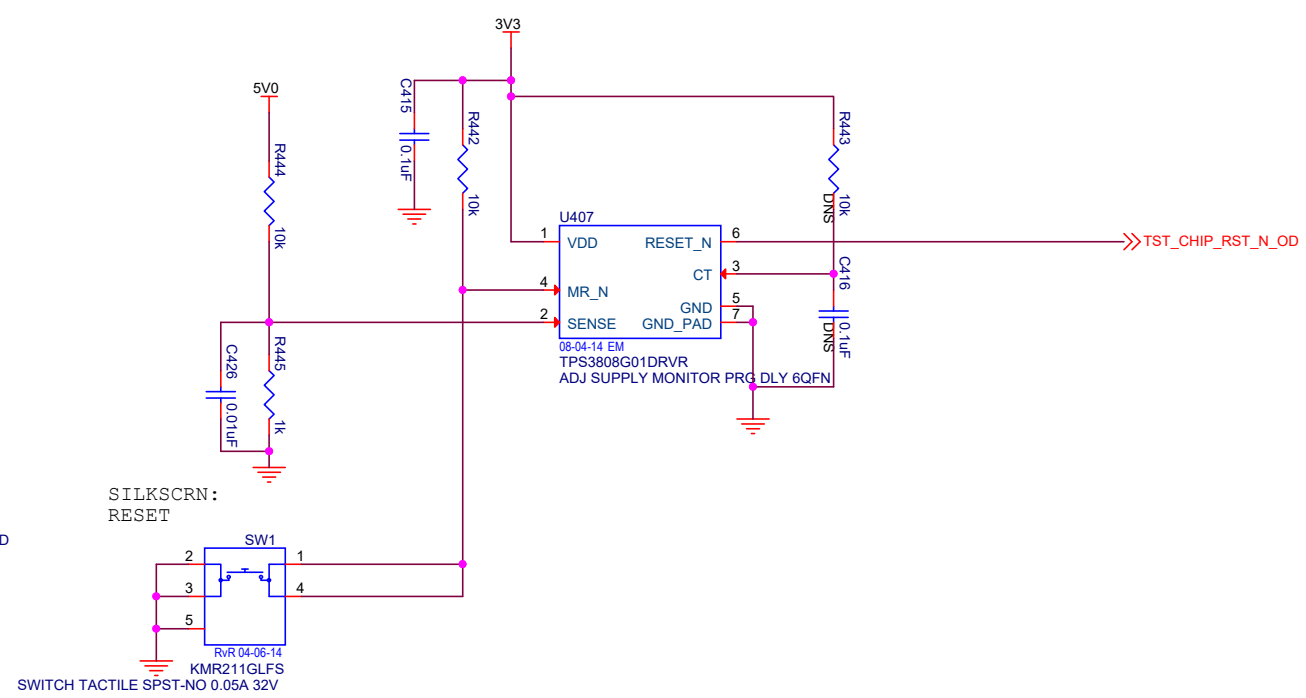 3V3
5V0
C415
0.1uF
R442
10k
R443
10k
DNS
R444
10k
U407
1
VDD
RESET_N
6
TST_CHIP_RST_N_OD
CT
3
C416
0.1uF
DNS
4
MR_N
GND
5
2
SENSE
GND_PAD
7
08-04-14 EM
TPS3808G01DRVR
ADJ SUPPLY MONITOR PRG DLY 6QFN
C426
0.01uF
R445
1k
SILKSCRN:
RESET
D
SW1
2
1
3
4
5
RvR 04-06-14
KMR211GLFS
SWITCH TACTILE SPST-NO 0.05A 32V